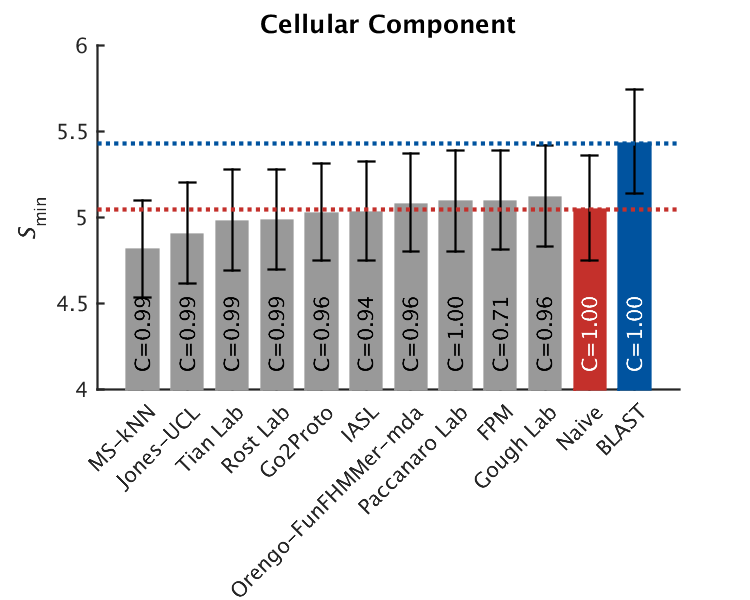 Cellular Component
6
5.5
5
4.5
4
Smin
C=0.99
C=0.99
C=0.99
C=0.99
C=0.96
C=0.94
C=0.96
C=1.00
C=0.71
C=0.96
C=1.00
C=1.00
MS-kNN
Jones-UCL
Tian Lab
Rost Lab
Go2Proto
IASL
Orengo-FunFHMMer-mda
Paccanaro Lab
FPM
Gough Lab
Naive
BLAST